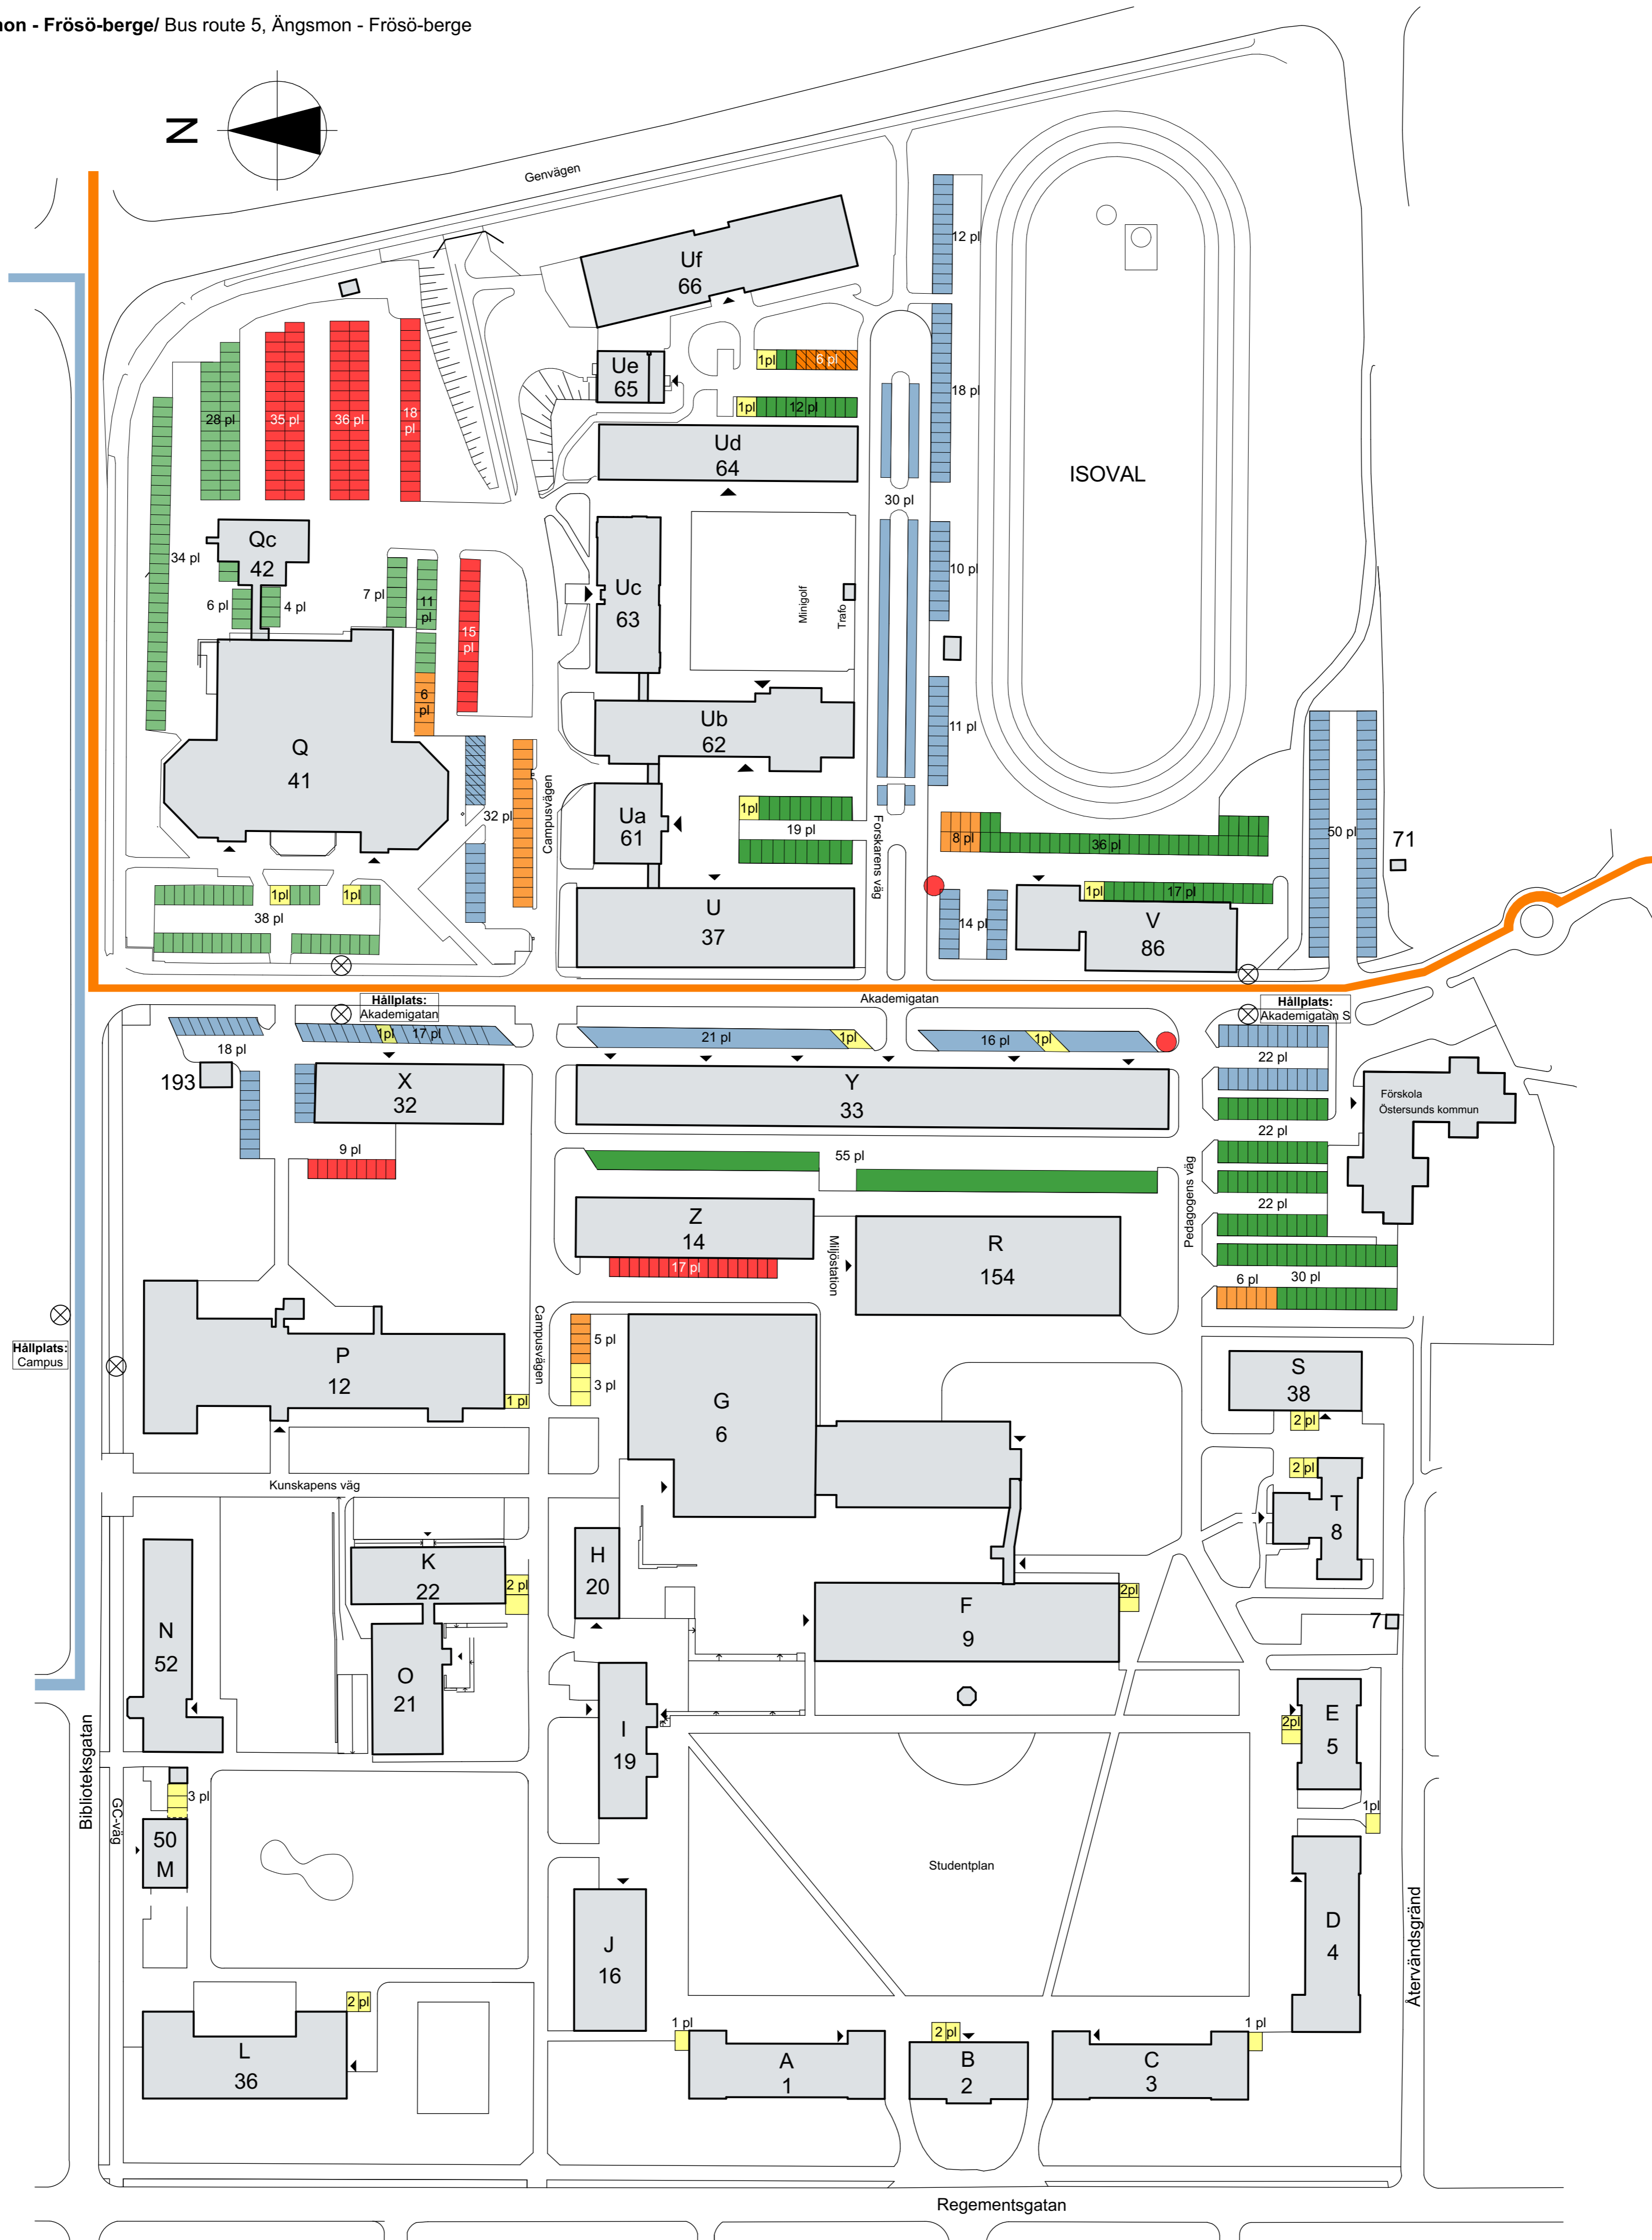 on - Frösö-berge/ Bus route 5, Ängsmon - Frösö-berge
N
Genvägen
Uf
66
12 pl
Ue
65
1pl
6 pl
18 pl
28 pl
35 pl
36 pl
18
pl
1pl
12 pl
Ud
64
ISOVAL
30 pl
Qc
42
34 pl
10 pl
Uc
63
Minigolf
Trafo
6 pl
4 pl
7 pl
11
pl
15
pl
6
pl
Ub
62
11 pl
Q
41
32 pl
Campusvägen
Ua
61
1pl
19 pl
Forskarens väg
8 pl
36 pl
50 pl
71
1pl
1pl
38 pl
U
37
14 pl
1pl
17 pl
V
86
Hållplats:
Akademigatan
Akademigatan
Hållplats:
Akademigatan S
1pl
17 pl
21 pl
1pl
16 pl
1pl
18 pl
22 pl
193
X
32
Y
33
Förskola
Östersunds kommun
9 pl
55 pl
22 pl
Pedagogens väg
22 pl
Z
14
17 pl
Miljöstation
R
154
6 pl
30 pl
Hållplats:
Campus
P
12
1 pl
Campusvägen
5 pl
3 pl
G
6
S
38
2 pl
Kunskapens väg
2 pl
T
8
K
22
2 pl
H
20
F
9
2pl
7
N
52
O
21
I
19
E
5
2pl
Biblioteksgatan
GC-väg
3 pl
50
M
1pl
Studentplan
D
4
Återvändsgränd
J
16
2 pl
L
36
1 pl
A
1
2 pl
B
2
C
3
1 pl
Regementsgatan